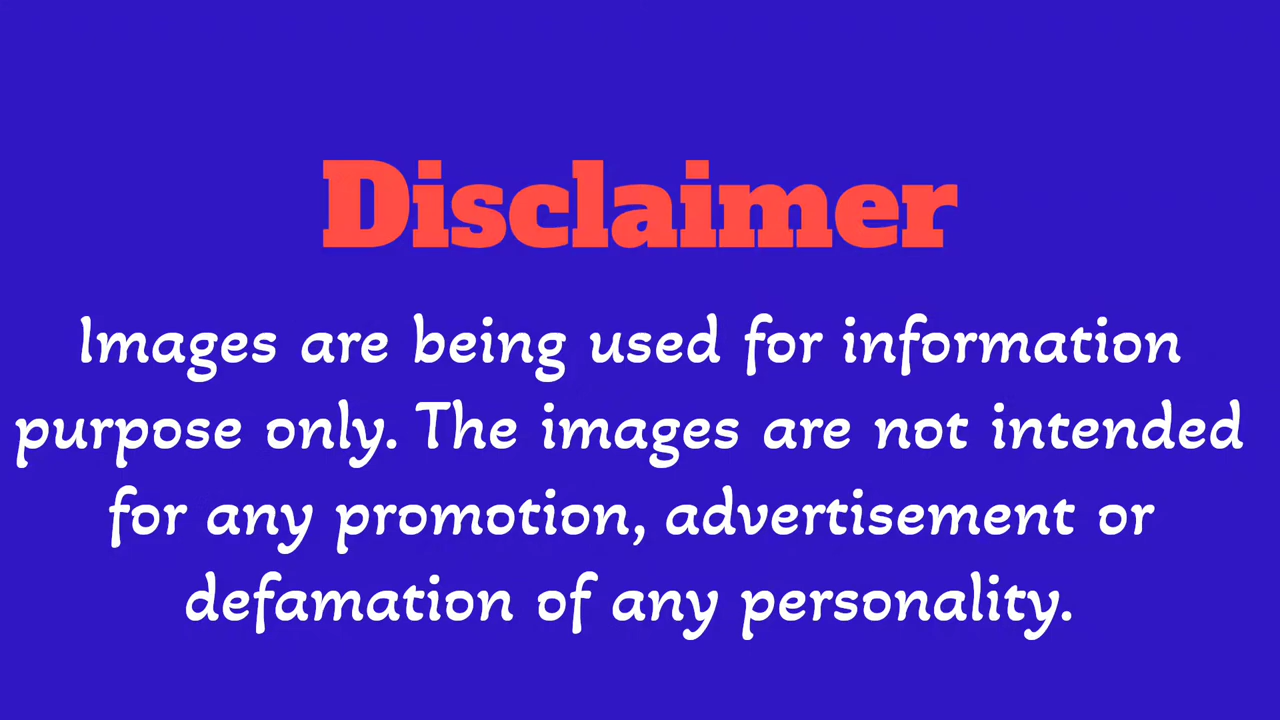 Disclaimer
Images are being used for information
purpose only. The images are not intended
for any promotion, advertisement or
defamation of any personality.